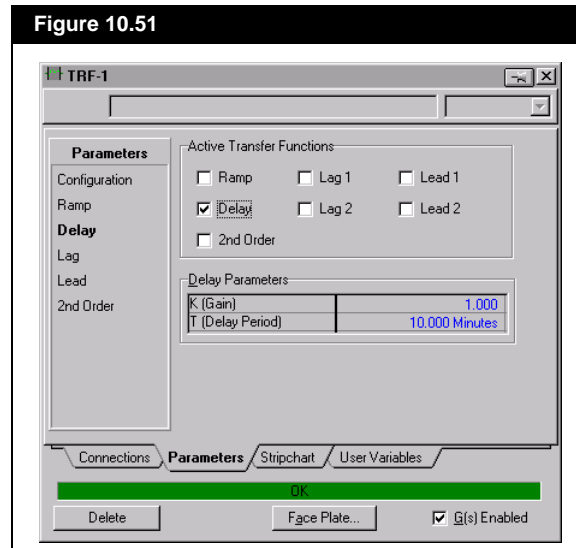 Figure 10.51
TRF-1
Parameters
Configuration
Ramp
Delay
Lag
Lead
2nd Order
Active Transfer Functions
Ramp Lag 1 Lead 1
Delay Lag 2 Lead 2
2nd Order
Delay Parameters
K (Gain) 1.000
T (Delay Period) 10.000 Minutes
Connections Parameters Stripchart User Variables
OK
Delete Face Plate... G(s) Enabled